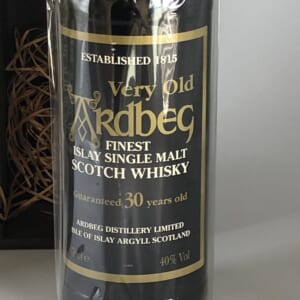 ESTABLISHED 1815
Very Old
Ardbeg
FINEST
ISLAY SINGLE MALT
SCOTCH WHISKY
Guaranteed 30 years old
ARDBEG DISTILLERY LIMITED
ISLE OF ISLAY ARGYLL SCOTLAND
40% Vol